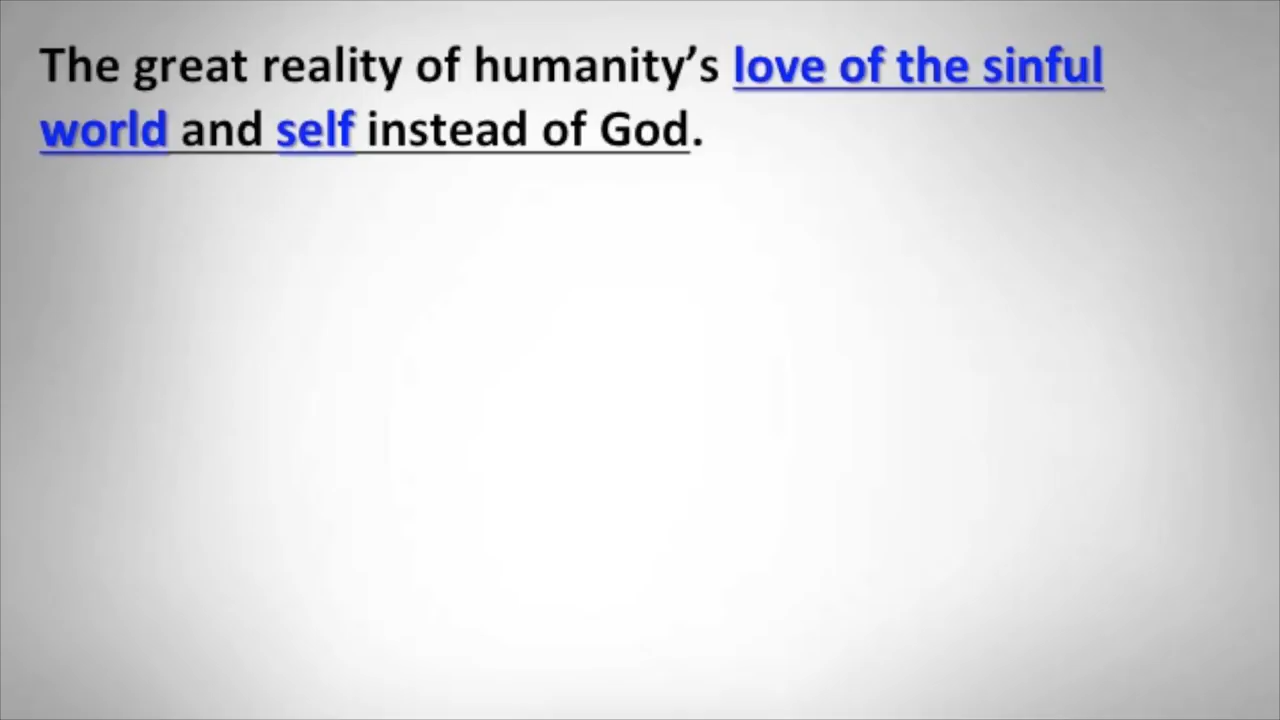 The great reality of humanity’s love of the sinful
world and self instead of God.